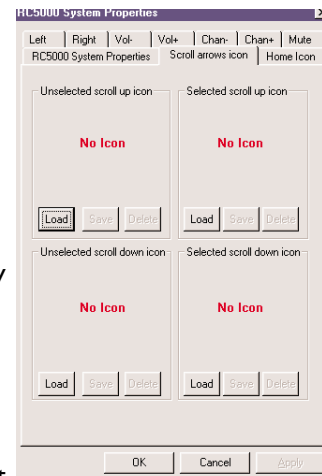 RC5000 System Properties
Left Right Vol- Vol+ Chan- Chan+ Mute
RC5000 System Properties Scroll arrows icon Home Icon
Unselected scroll up icon Selected scroll up icon
No Icon No Icon
Load Save Delete Load Save Delete
Unselected scroll down icon Selected scroll down icon
No Icon No Icon
Load Save Delete Load Save Delete
OK Cancel Apply